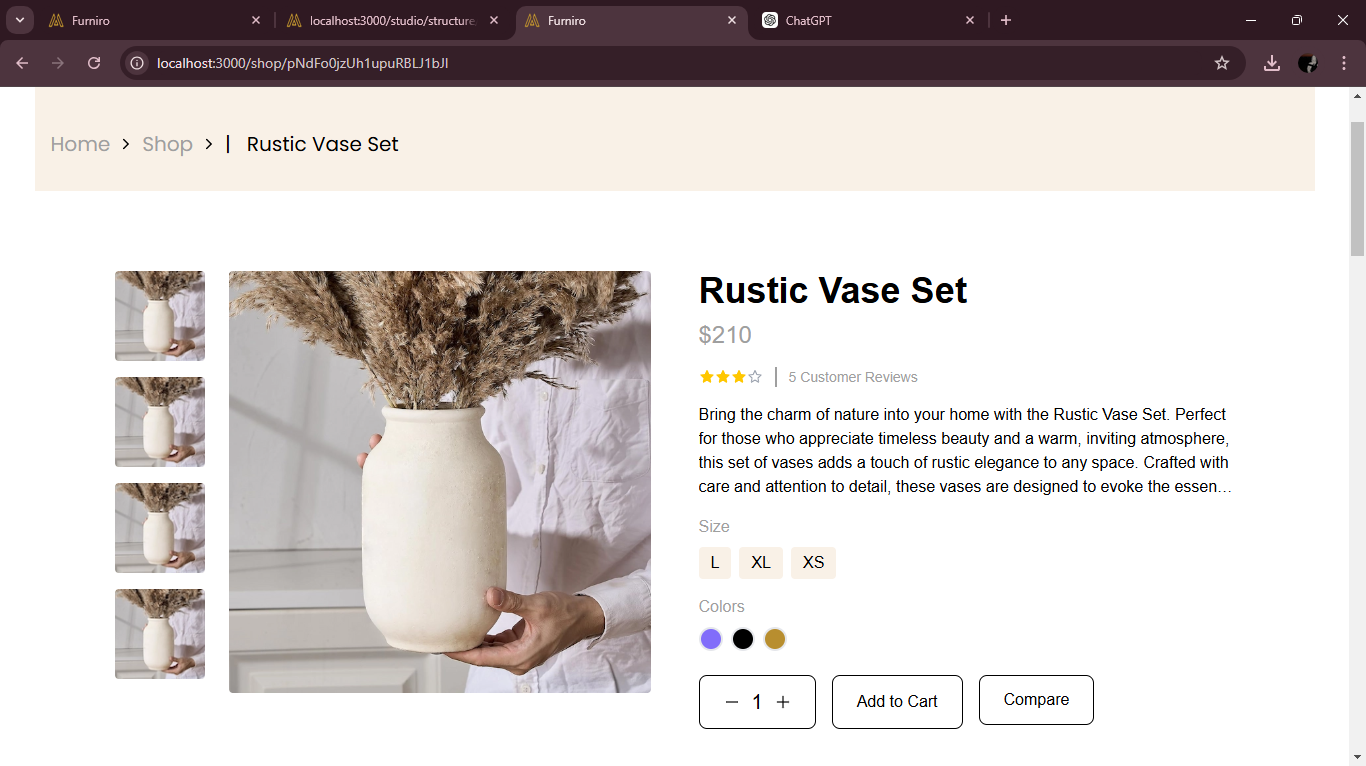 Furniro
localhost:3000/studio/structure
Furniro
ChatGPT
localhost:3000/shop/pNdFo0jzUh1upuRBLJ1bJl
Home > Shop > | Rustic Vase Set
Rustic Vase Set
$210
5 Customer Reviews
Bring the charm of nature into your home with the Rustic Vase Set. Perfect
for those who appreciate timeless beauty and a warm, inviting atmosphere,
this set of vases adds a touch of rustic elegance to any space. Crafted with
care and attention to detail, these vases are designed to evoke the essen...
Size
L XL XS
Colors
− 1 + Add to Cart Compare